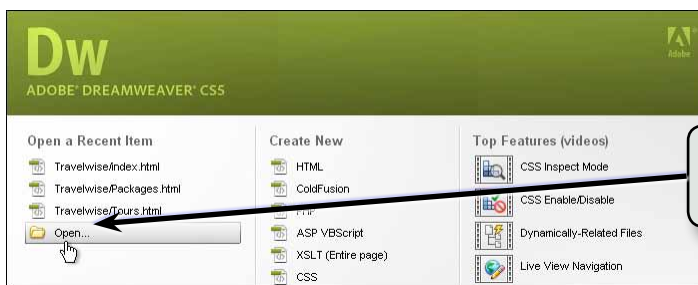 Dw
ADOBE® DREAMWEAVER® CS5
Adobe®
Open a Recent Item
Travelwise/index.html
Travelwise/Packages.html
Travelwise/Tours.html
Open...
Create New
HTML
ColdFusion
PHP
ASP VBScript
XSLT (Entire page)
CSS
Top Features (videos)
CSS Inspect Mode
CSS Enable/Disable
Dynamically-Related Files
Live View Navigation